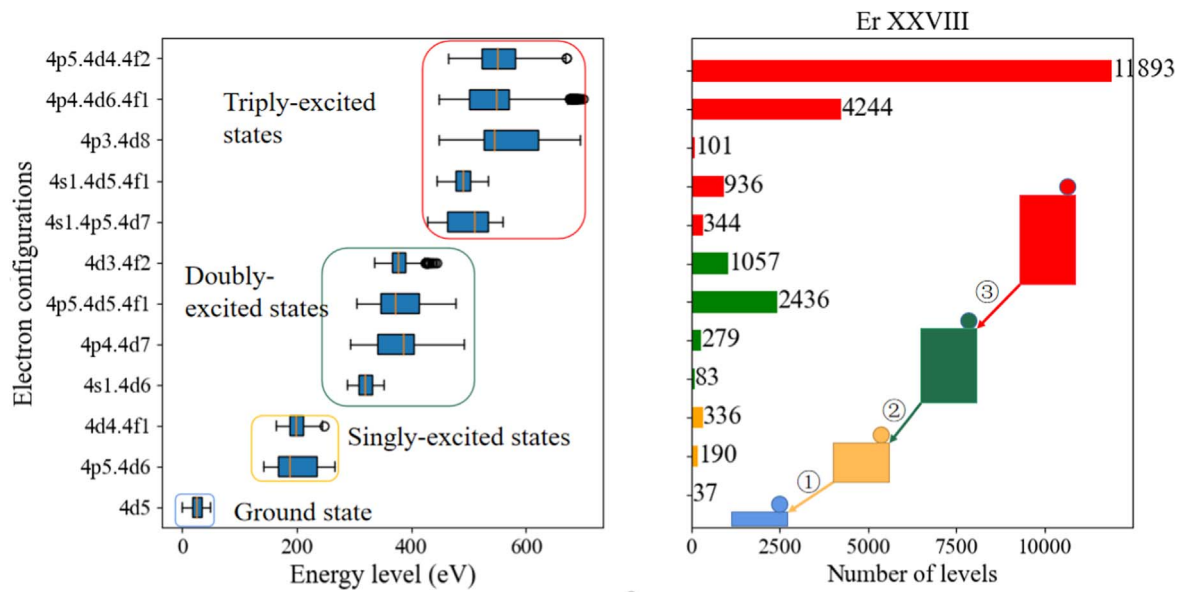 Er XXVIII
4p5.4d4.4f2
4p4.4d6.4f1
4p3.4d8
4s1.4d5.4f1
4s1.4p5.4d7
4d3.4f2
4p5.4d5.4f1
4p4.4d7
4s1.4d6
4d4.4f1
4p5.4d6
4d5
Electron configurations
Triply-excited
states
Doubly-
excited states
Singly-excited states
Ground state
0
200
400
600
Energy level (eV)
11893
4244
101
936
344
1057
2436
279
83
336
190
37
③
②
①
0
2500
5000
7500
10000
Number of levels